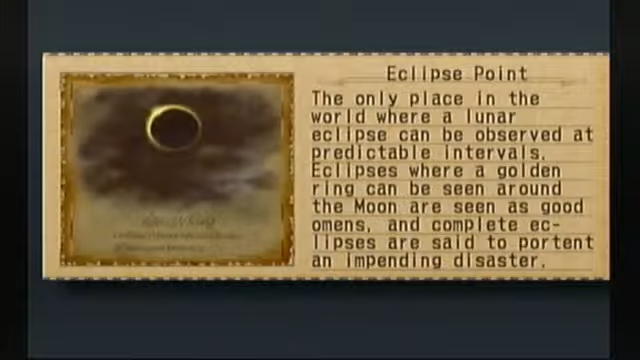 Eclipse Point
The only place in the
world where a lunar
eclipse can be observed at
predictable intervals.
Eclipses where a golden
ring can be seen around
the Moon are seen as good
omens, and complete ec-
lipses are said to portent
an impending disaster.